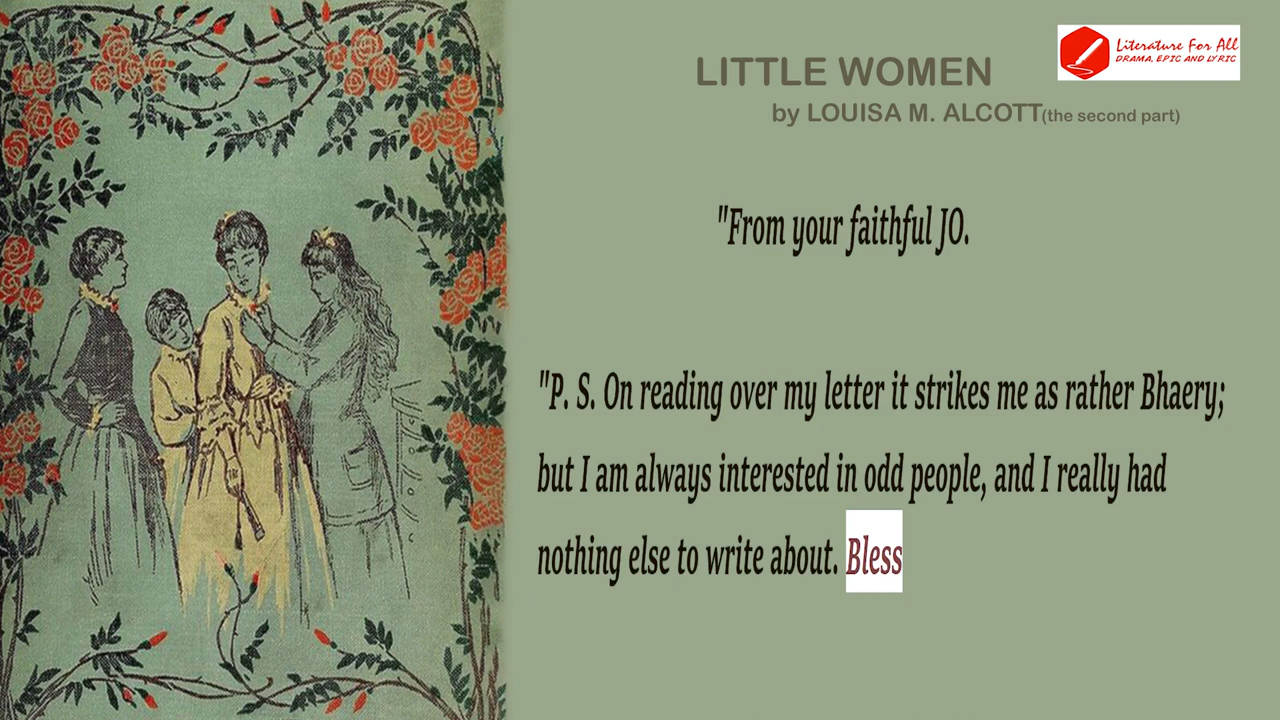 LITTLE WOMEN
by LOUISA M. ALCOTT(the second part)
Literature For All
DRAMA, EPIC AND LYRIC
"From your faithful JO.
"P. S. On reading over my letter it strikes me as rather Bhaery;
but I am always interested in odd people, and I really had
nothing else to write about. Bless